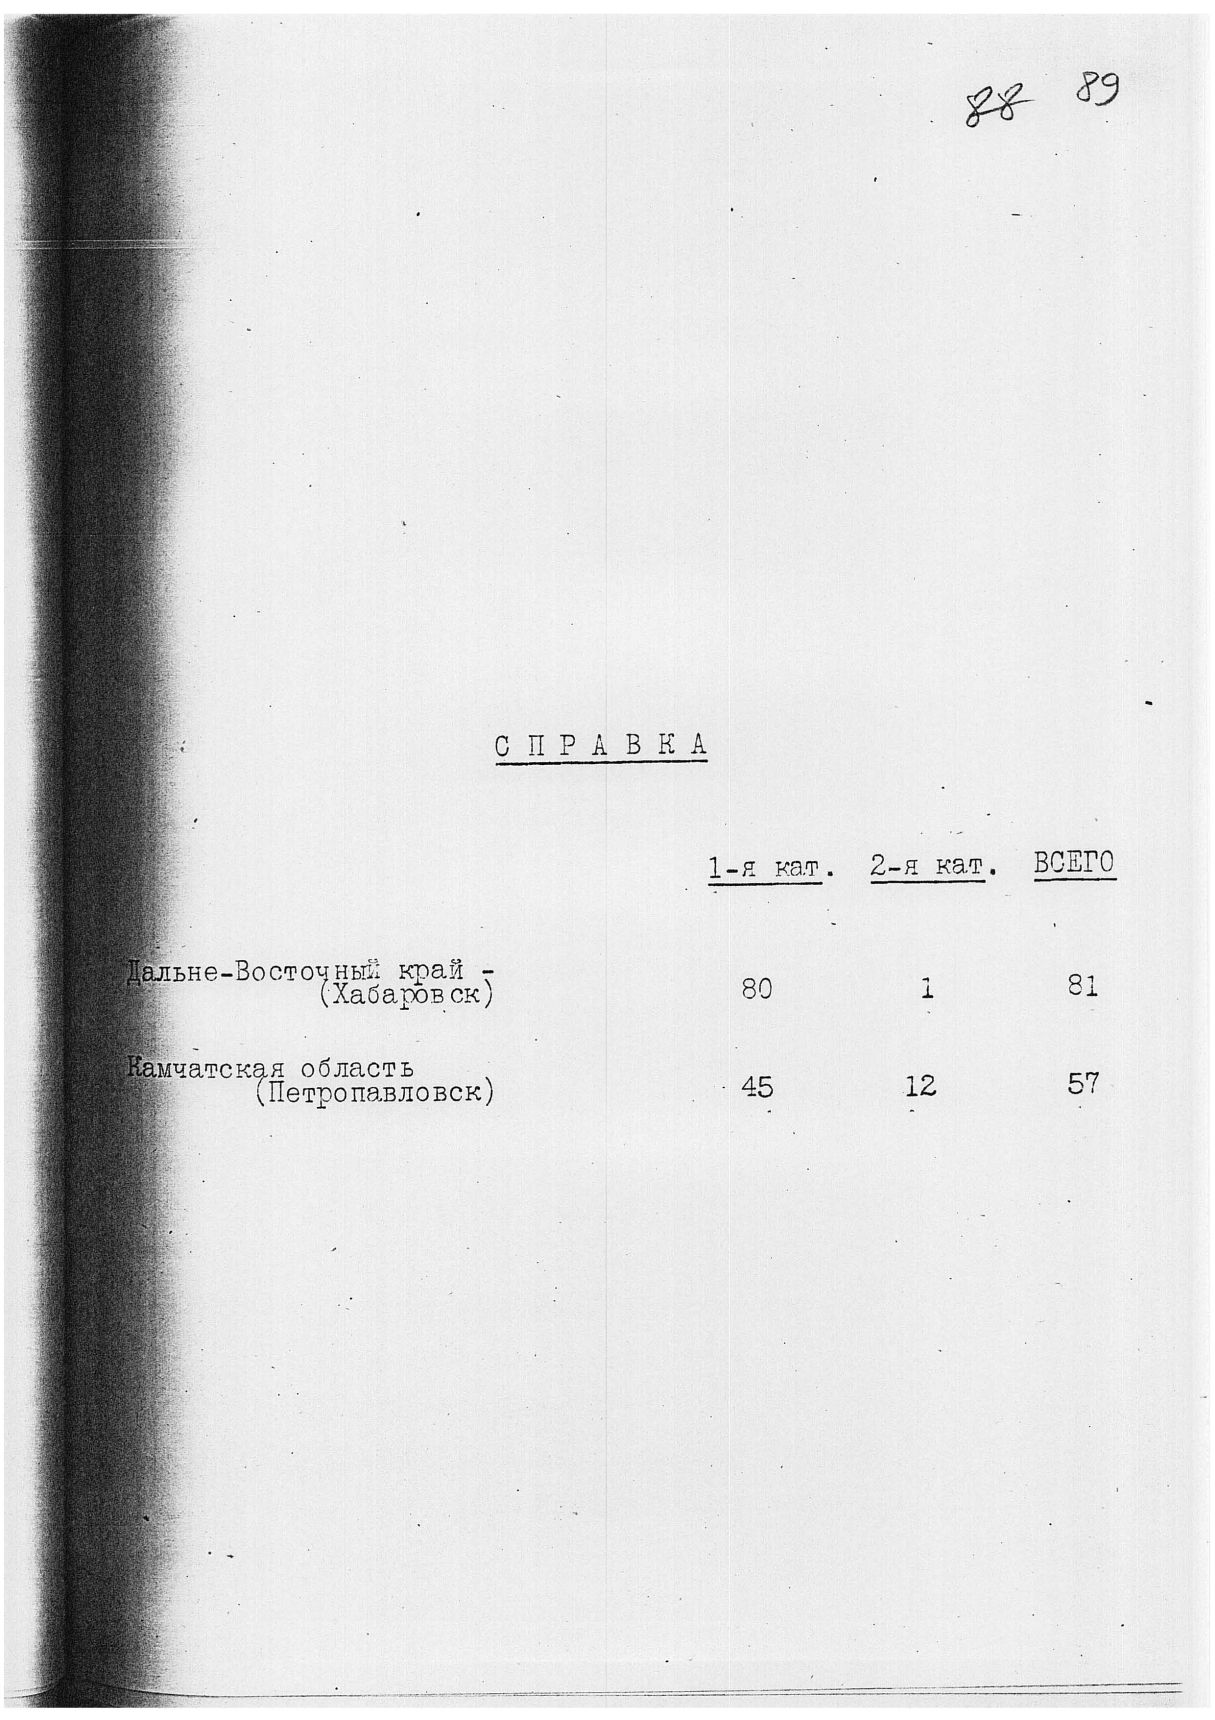 88 89
С П Р А В К А
1-я кат. 2-я кат. ВСЕГО
Дальне-Восточный край -
(Хабаровск) 80 1 81
Камчатская область
(Петропавловск) 45 12 57